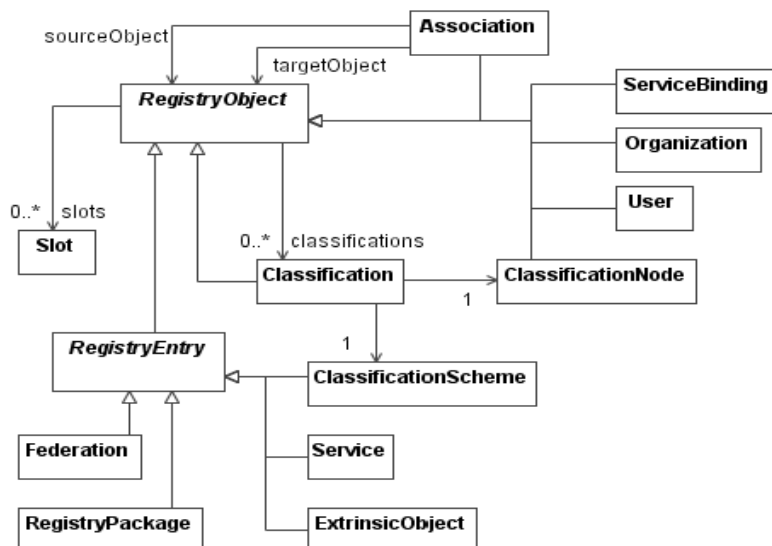 Association
sourceObject
targetObject
RegistryObject
ServiceBinding
Organization
User
0..* slots
Slot
0..* classifications
Classification
ClassificationNode
1
1
RegistryEntry
ClassificationScheme
Federation
Service
RegistryPackage
ExtrinsicObject